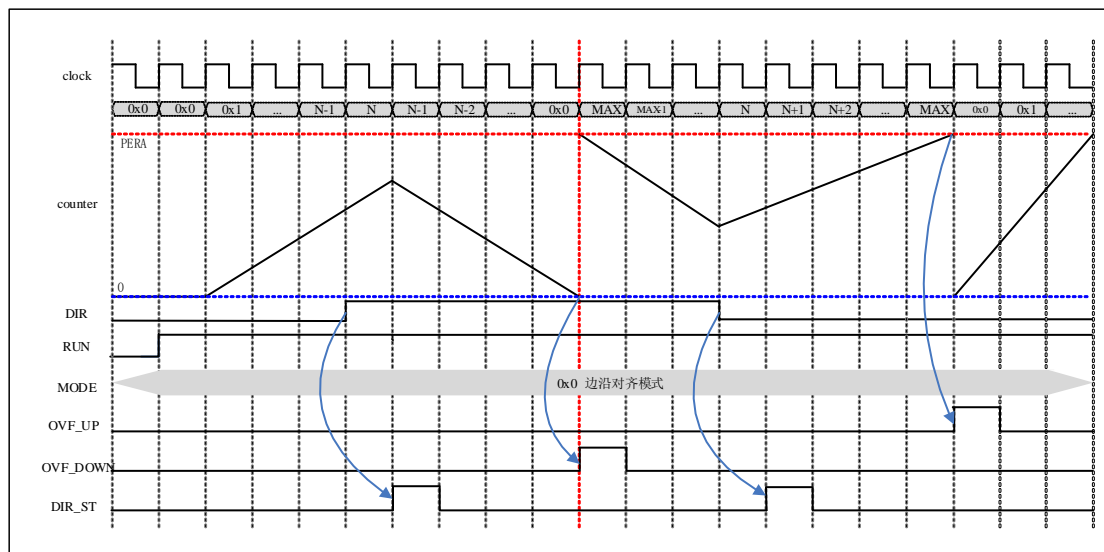 clock
0x0 0x0 0x1 ... N-1 N N-1 N-2 ... 0x0 MAX MAX-1 ... N N+1 N+2 ... MAX 0x0 0x1 ...
PERA
counter
0
DIR
RUN
MODE 0x0 边沿对齐模式
OVF_UP
OVF_DOWN
DIR_ST